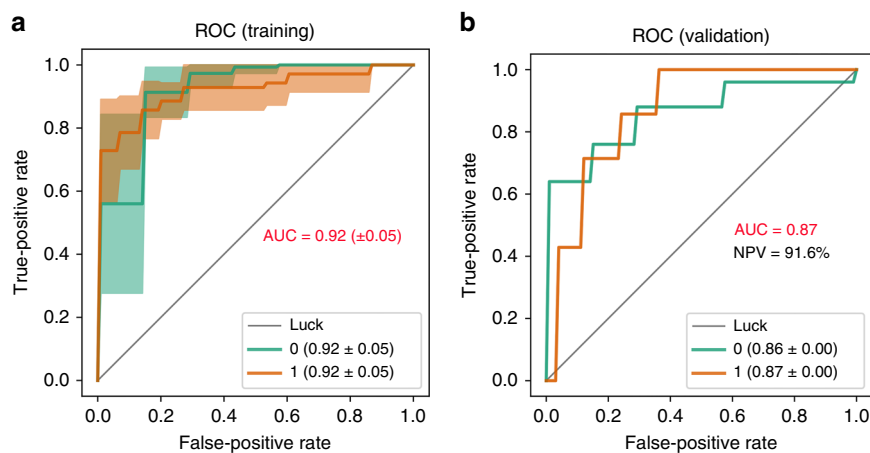 a
ROC (training)
True-positive rate
1.0
0.8
0.6
0.4
0.2
0.0
AUC = 0.92 (±0.05)
Luck
0 (0.92 ± 0.05)
1 (0.92 ± 0.05)
0.0 0.2 0.4 0.6 0.8 1.0
False-positive rate
b
ROC (validation)
True-positive rate
1.0
0.8
0.6
0.4
0.2
0.0
AUC = 0.87
NPV = 91.6%
Luck
0 (0.86 ± 0.00)
1 (0.87 ± 0.00)
0.0 0.2 0.4 0.6 0.8 1.0
False-positive rate